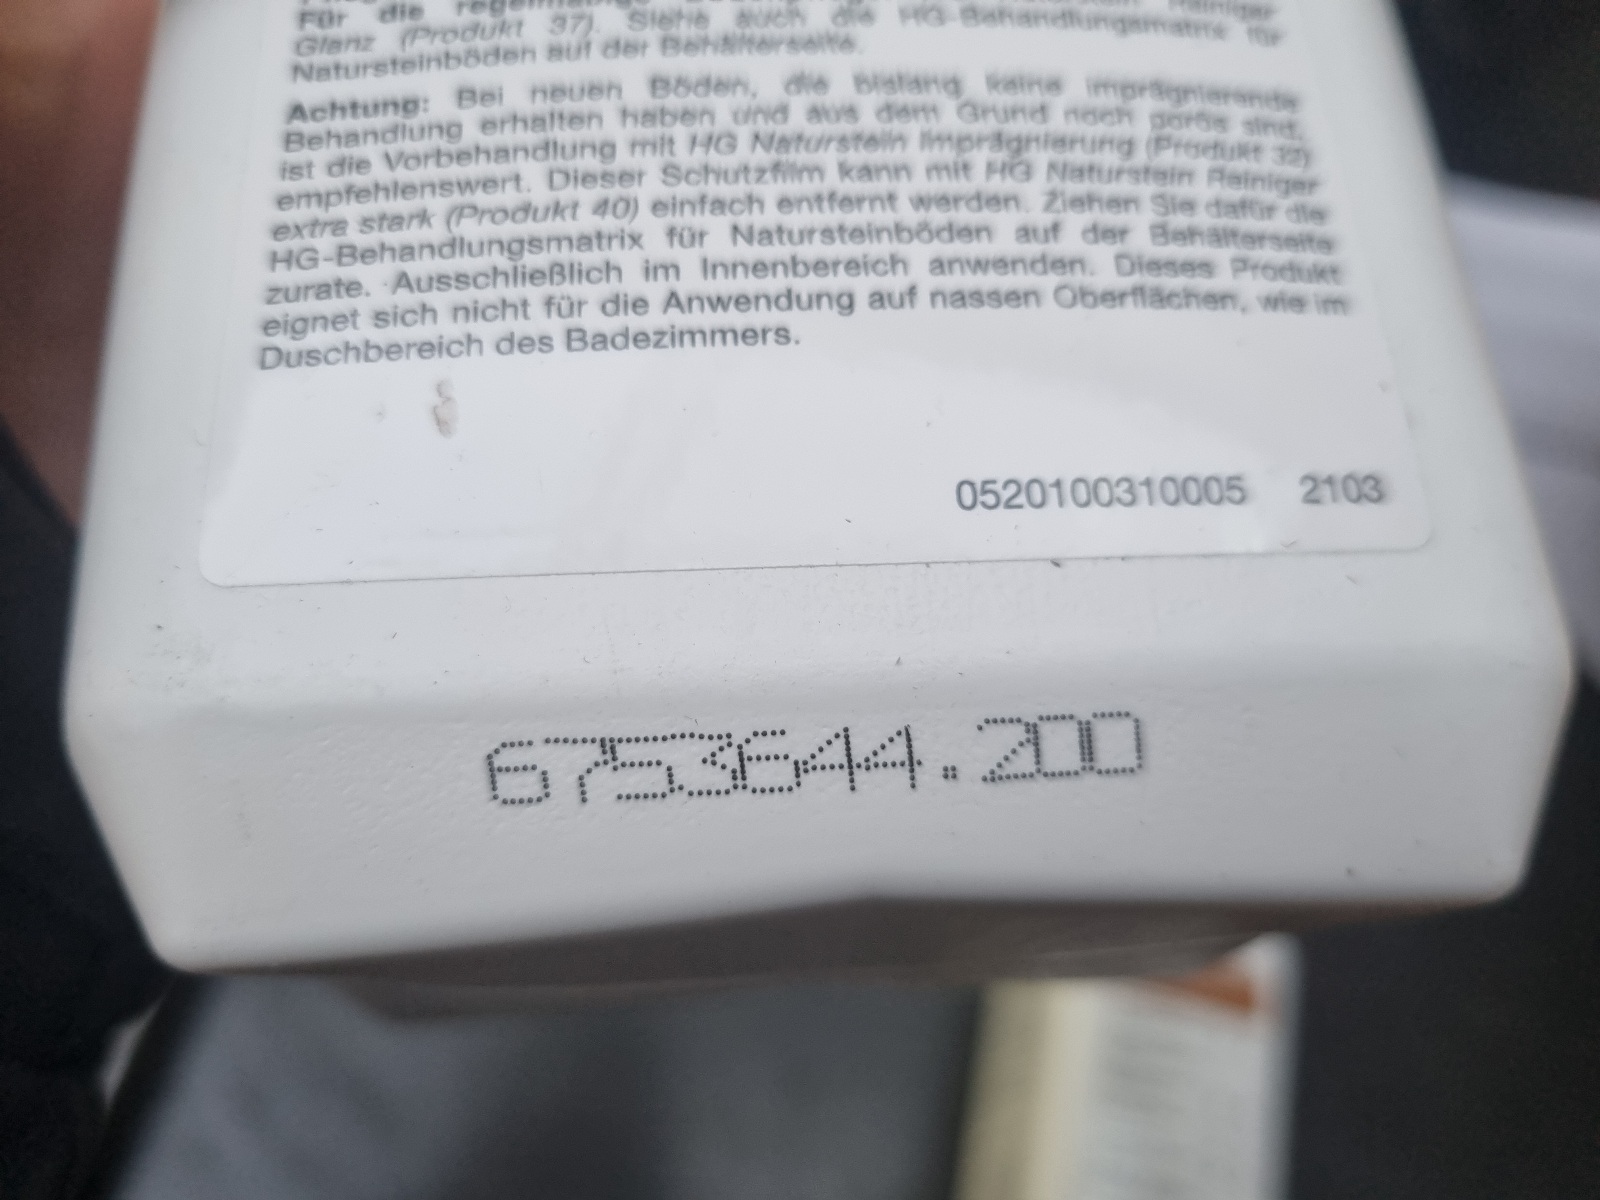 Für die regelmäßige
Glanz (Produkt 37). Siehe auch die HG-Behandlungsmatrix für
Natursteinböden auf der Behälterseite.
Achtung: Bei neuen Böden, die bislang keine imprägnierende
Behandlung erhalten haben und aus dem Grund noch porös sind,
ist die Vorbehandlung mit HG Naturstein Imprägnierung (Produkt 32)
empfehlenswert. Dieser Schutzfilm kann mit HG Naturstein Reiniger
extra stark (Produkt 40) einfach entfernt werden. Ziehen Sie dafür die
HG-Behandlungsmatrix für Natursteinböden auf der Behälterseite
zurate. Ausschließlich im Innenbereich anwenden. Dieses Produkt
eignet sich nicht für die Anwendung auf nassen Oberflächen, wie im
Duschbereich des Badezimmers.
0520100310005 2103
6753644.200